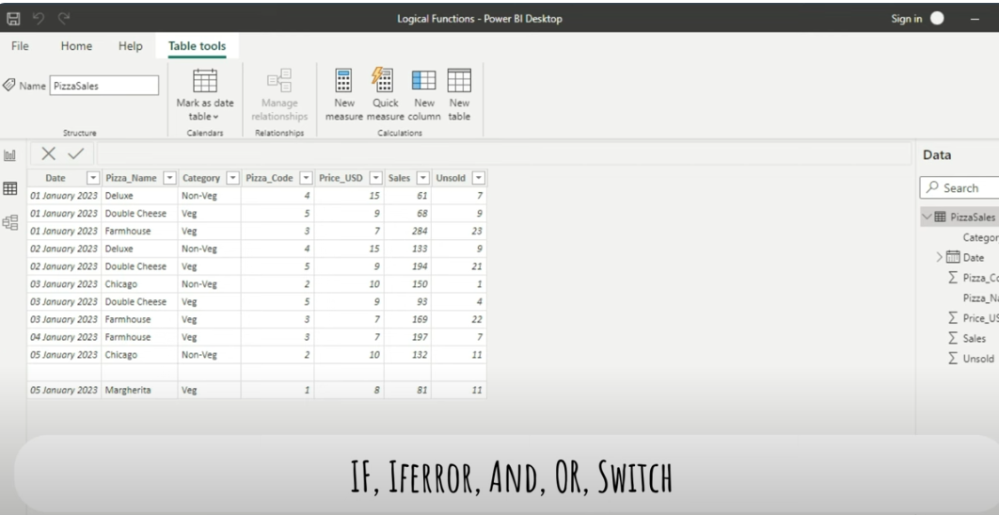 Logical Functions - Power BI Desktop
Sign in
File Home Help Table tools
Name PizzaSales
Mark as date
table
Manage
relationships
New
measure
Quick
measure
New
column
New
table
Structure Calendars Relationships Calculations
Data
Search
Date Pizza_Name Category Pizza_Code Price_USD Sales Unsold
01 January 2023 Deluxe Non-Veg 4 15 61 7
01 January 2023 Double Cheese Veg 5 9 68 9
01 January 2023 Farmhouse Veg 3 7 284 23
02 January 2023 Deluxe Non-Veg 4 15 133 9
02 January 2023 Double Cheese Veg 5 9 194 21
03 January 2023 Chicago Non-Veg 2 10 150 1
03 January 2023 Double Cheese Veg 5 9 93 4
03 January 2023 Farmhouse Veg 3 7 169 22
04 January 2023 Farmhouse Veg 3 7 197 7
05 January 2023 Chicago Non-Veg 2 10 132 11
05 January 2023 Margherita Veg 1 8 81 11
PizzaSales
Categor
Date
Σ Pizza_Co
Pizza_Na
Σ Price_US
Σ Sales
Σ Unsold
IF, IFERROR, AND, OR, SWITCH